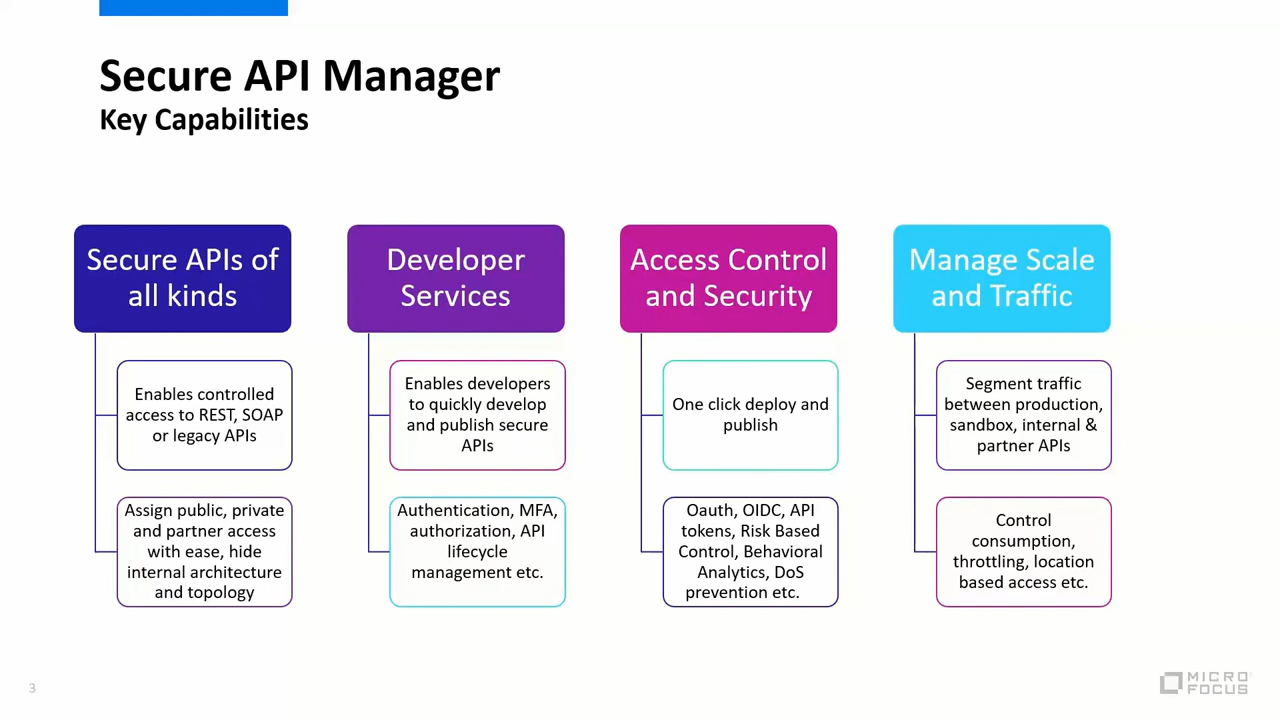 Secure API Manager
Key Capabilities
Secure APIs of
all kinds
Enables controlled
access to REST, SOAP
or legacy APIs
Assign public, private
and partner access
with ease, hide
internal architecture
and topology
Developer
Services
Enables developers
to quickly develop
and publish secure
APIs
Authentication, MFA,
authorization, API
lifecycle
management etc.
Access Control
and Security
One click deploy and
publish
Oauth, OIDC, API
tokens, Risk Based
Control, Behavioral
Analytics, DoS
prevention etc.
Manage Scale
and Traffic
Segment traffic
between production,
sandbox, internal &
partner APIs
Control
consumption,
throttling, location
based access etc.
3
MICRO
FOCUS